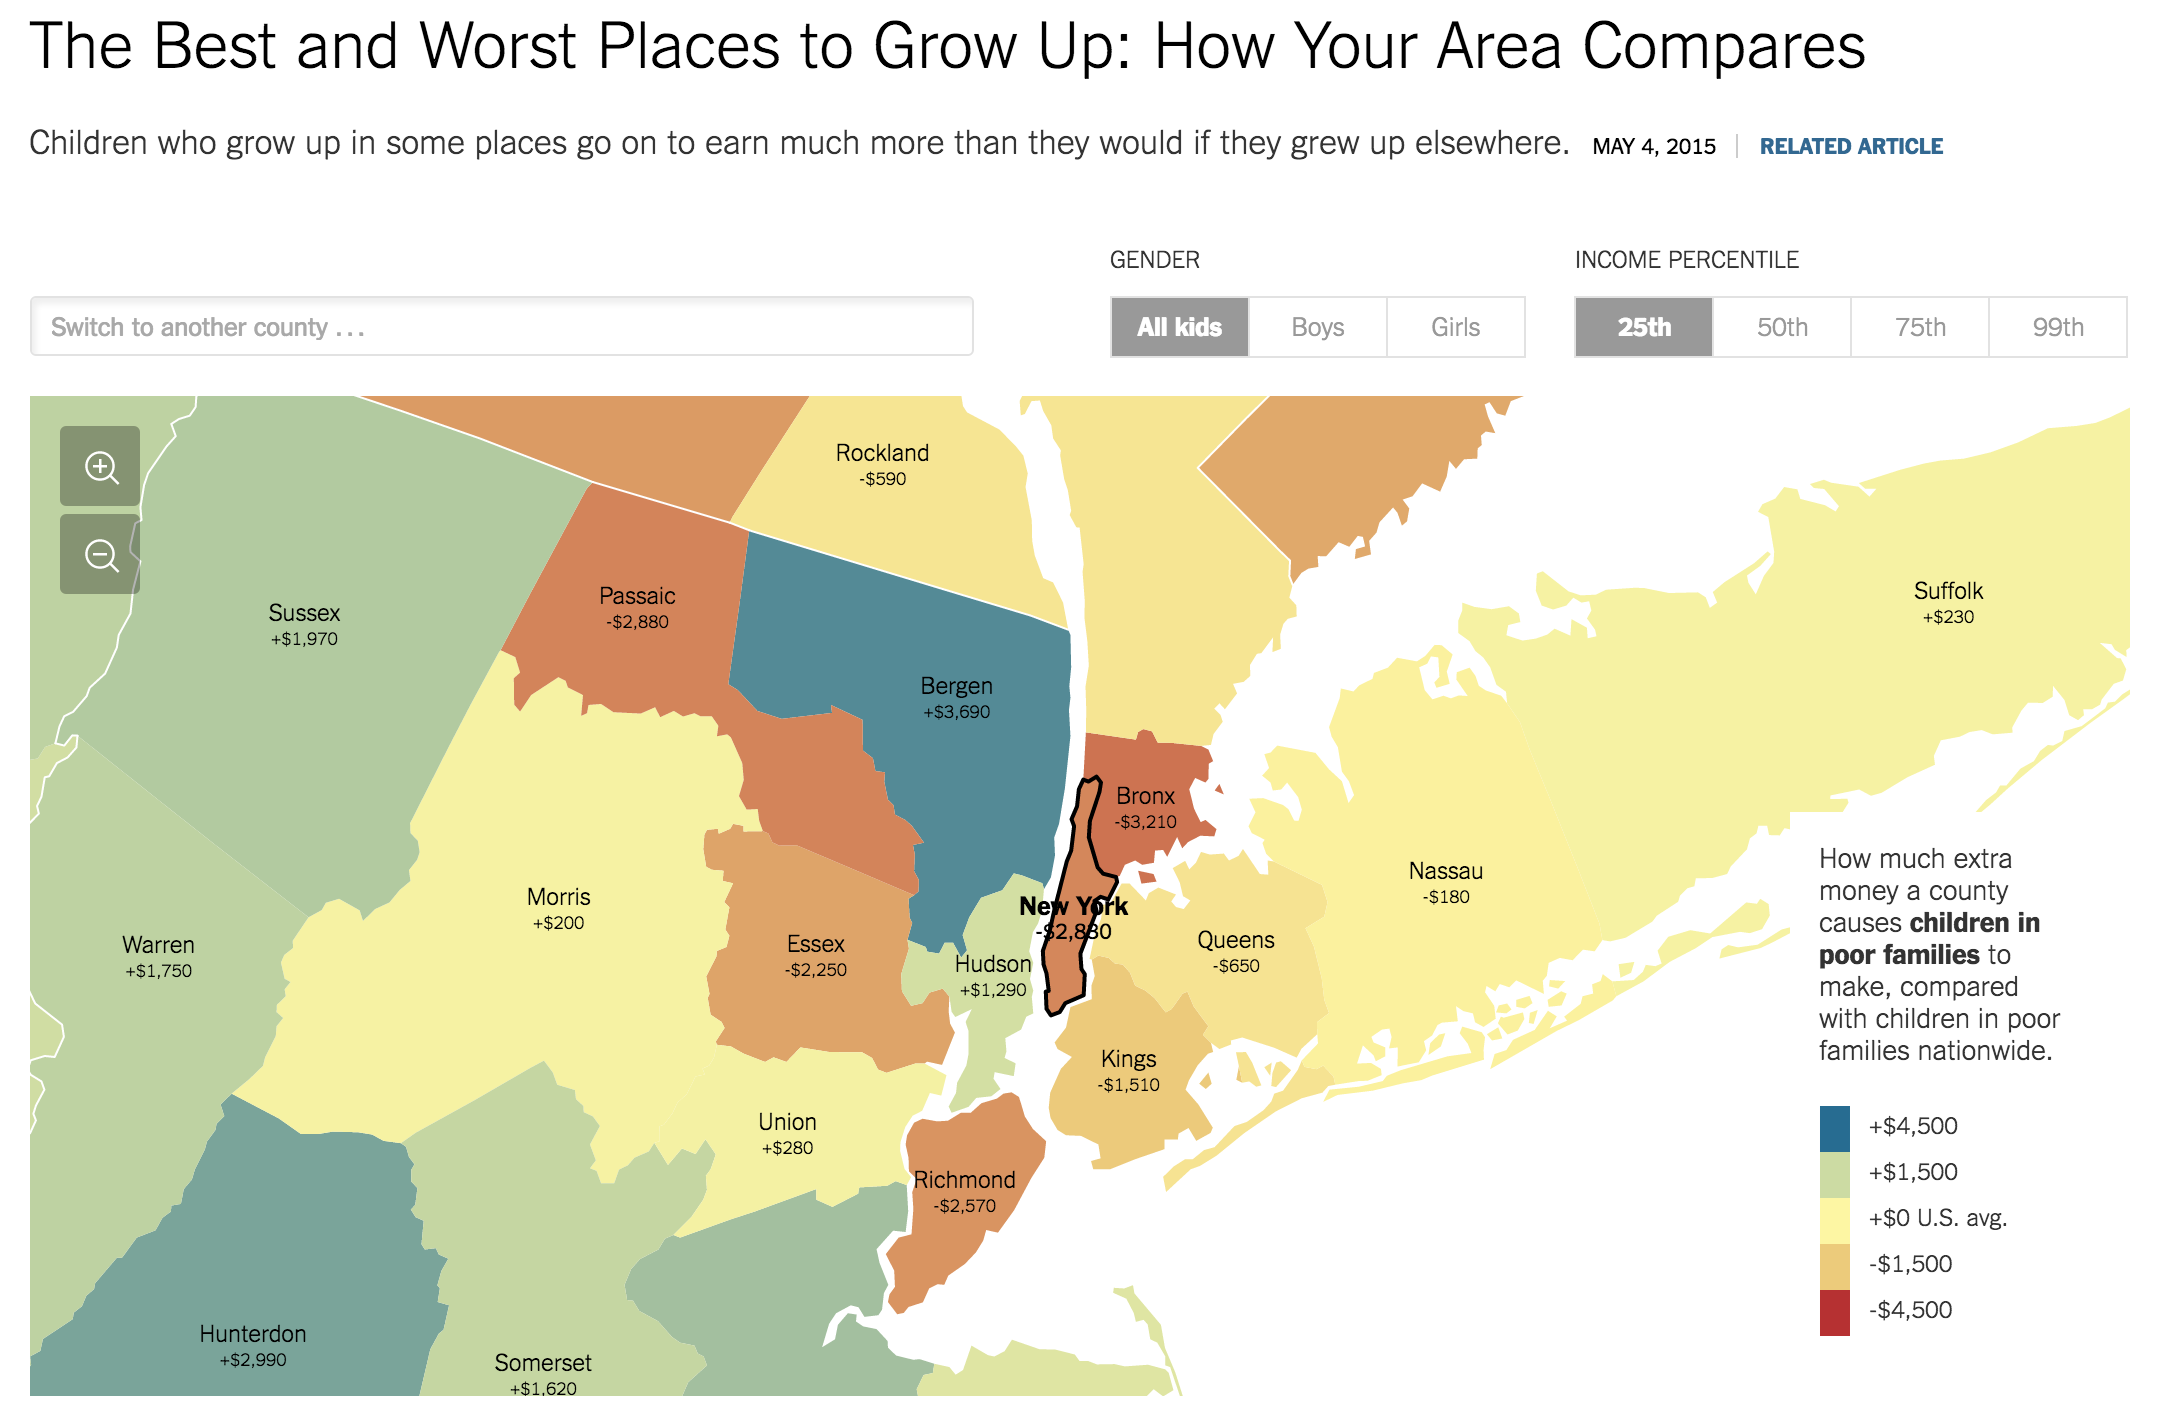 The Best and Worst Places to Grow Up: How Your Area Compares
Children who grow up in some places go on to earn much more than they would if they grew up elsewhere. MAY 4, 2015 RELATED ARTICLE
GENDER INCOME PERCENTILE
Switch to another county ... All kids Boys Girls 25th 50th 75th 99th
Rockland
-$590
Passaic
-$2,880
Suffolk
+$230
Sussex
+$1,970
Bergen
+$3,690
Bronx
-$3,210
Nassau
-$180
Morris
+$200
New York
-$2,830
Warren
+$1,750
Essex
-$2,250
Queens
-$650
Hudson
+$1,290
Kings
-$1,510
Union
+$280
Richmond
-$2,570
Hunterdon
+$2,990
Somerset
+$1,620
How much extra
money a county
causes children in
poor families to
make, compared
with children in poor
families nationwide.
+$4,500
+$1,500
+$0 U.S. avg.
-$1,500
-$4,500